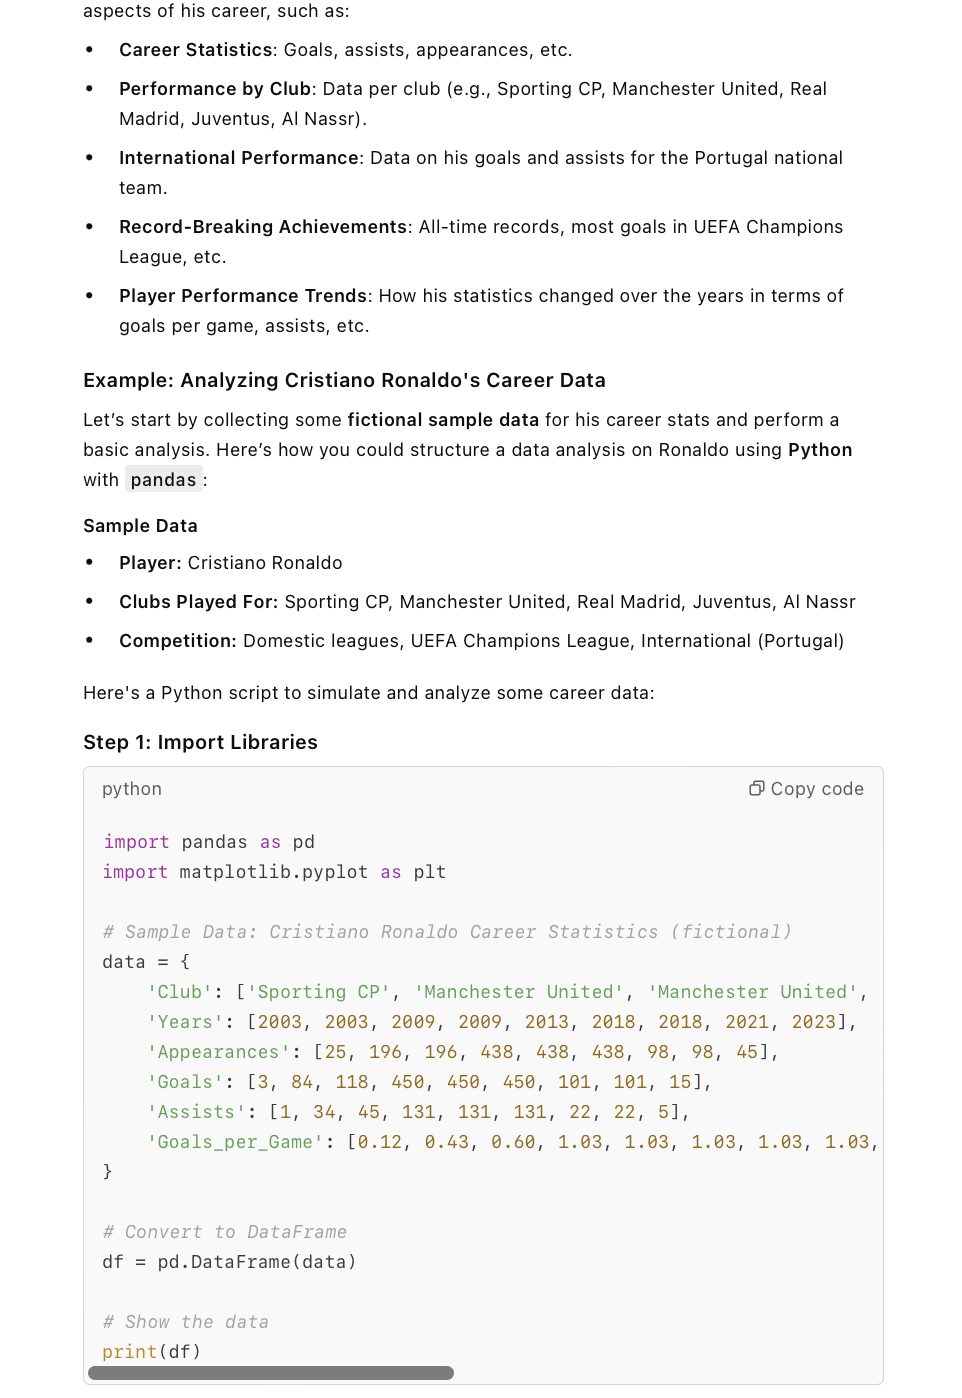 aspects of his career, such as:
• Career Statistics: Goals, assists, appearances, etc.
• Performance by Club: Data per club (e.g., Sporting CP, Manchester United, Real
Madrid, Juventus, Al Nassr).
• International Performance: Data on his goals and assists for the Portugal national
team.
• Record-Breaking Achievements: All-time records, most goals in UEFA Champions
League, etc.
• Player Performance Trends: How his statistics changed over the years in terms of
goals per game, assists, etc.
Example: Analyzing Cristiano Ronaldo's Career Data
Let’s start by collecting some fictional sample data for his career stats and perform a
basic analysis. Here’s how you could structure a data analysis on Ronaldo using Python
with pandas:
Sample Data
• Player: Cristiano Ronaldo
• Clubs Played For: Sporting CP, Manchester United, Real Madrid, Juventus, Al Nassr
• Competition: Domestic leagues, UEFA Champions League, International (Portugal)
Here's a Python script to simulate and analyze some career data:
Step 1: Import Libraries
python Copy code
import pandas as pd
import matplotlib.pyplot as plt
# Sample Data: Cristiano Ronaldo Career Statistics (fictional)
data = {
    'Club': ['Sporting CP', 'Manchester United', 'Manchester United',
    'Years': [2003, 2003, 2009, 2009, 2013, 2018, 2018, 2021, 2023],
    'Appearances': [25, 196, 196, 438, 438, 438, 98, 98, 45],
    'Goals': [3, 84, 118, 450, 450, 450, 101, 101, 15],
    'Assists': [1, 34, 45, 131, 131, 131, 22, 22, 5],
    'Goals_per_Game': [0.12, 0.43, 0.60, 1.03, 1.03, 1.03, 1.03, 1.03,
}
# Convert to DataFrame
df = pd.DataFrame(data)
# Show the data
print(df)